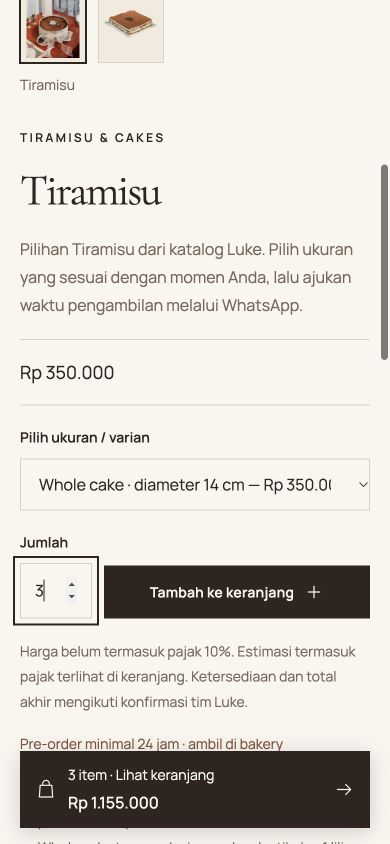 Tiramisu
TIRAMISU & CAKES
Tiramisu
Pilihan Tiramisu dari katalog Luke. Pilih ukuran
yang sesuai dengan momen Anda, lalu ajukan
waktu pengambilan melalui WhatsApp.
Rp 350.000
Pilih ukuran / varian
Whole cake · diameter 14 cm — Rp 350.0
Jumlah
3
Tambah ke keranjang
Harga belum termasuk pajak 10%. Estimasi termasuk
pajak terlihat di keranjang. Ketersediaan dan total
akhir mengikuti konfirmasi tim Luke.
Pre-order minimal 24 jam · ambil di bakery
3 item · Lihat keranjang
Rp 1.155.000